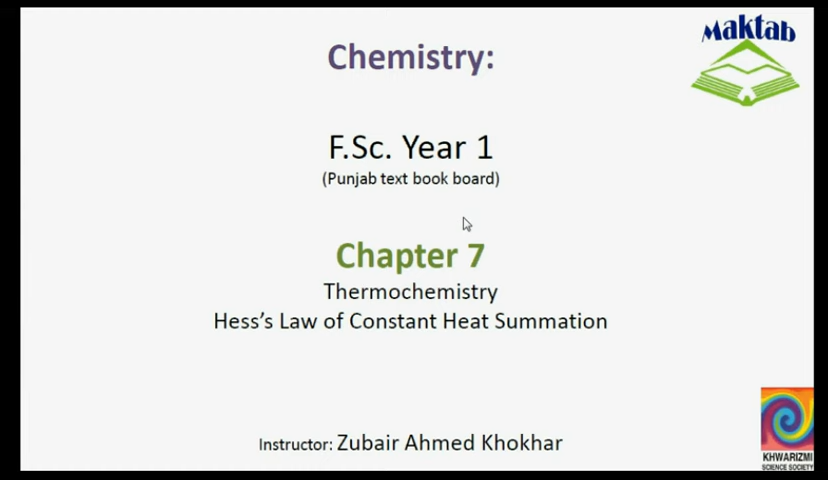 Maktab
Chemistry:
F.Sc. Year 1
(Punjab text book board)
Chapter 7
Thermochemistry
Hess's Law of Constant Heat Summation
Instructor: Zubair Ahmed Khokhar
KHWARIZMI
SCIENCE SOCIETY